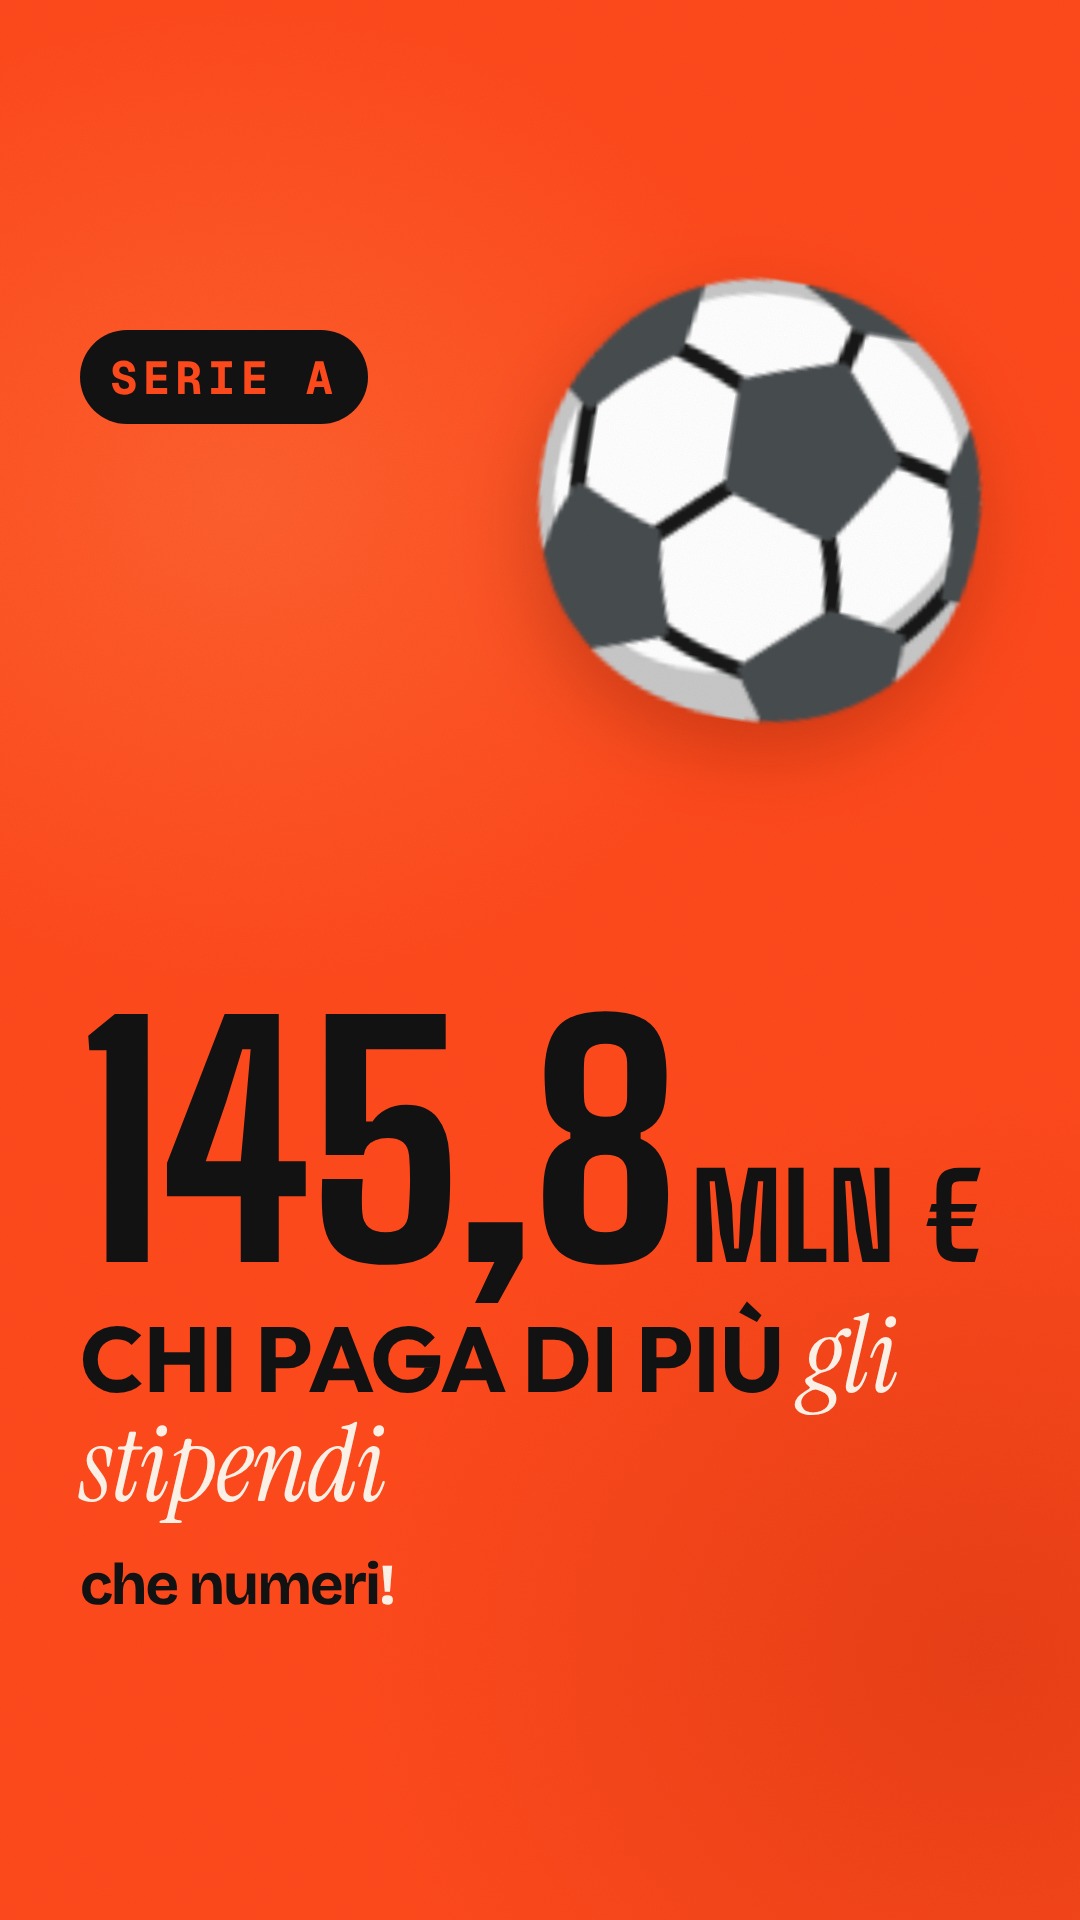 SERIE A
145,8 MLN €
CHI PAGA DI PIÙ gli
stipendi
che numeri!